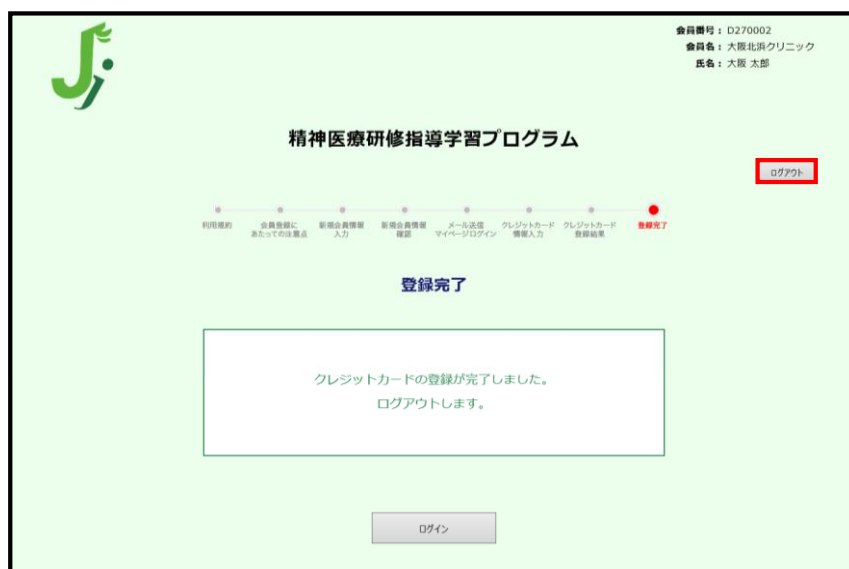 会員番号： D270002
会員名： 大阪北浜クリニック
氏名： 大阪 太郎
精神医療研修指導学習プログラム
ログアウト
利用規約
会員登録に
あたっての注意点
新規会員情報
入力
新規会員情報
確認
メール送信
マイページログイン
クレジットカード
情報入力
クレジットカード
登録結果
登録完了
登録完了
クレジットカードの登録が完了しました。
ログアウトします。
ログイン